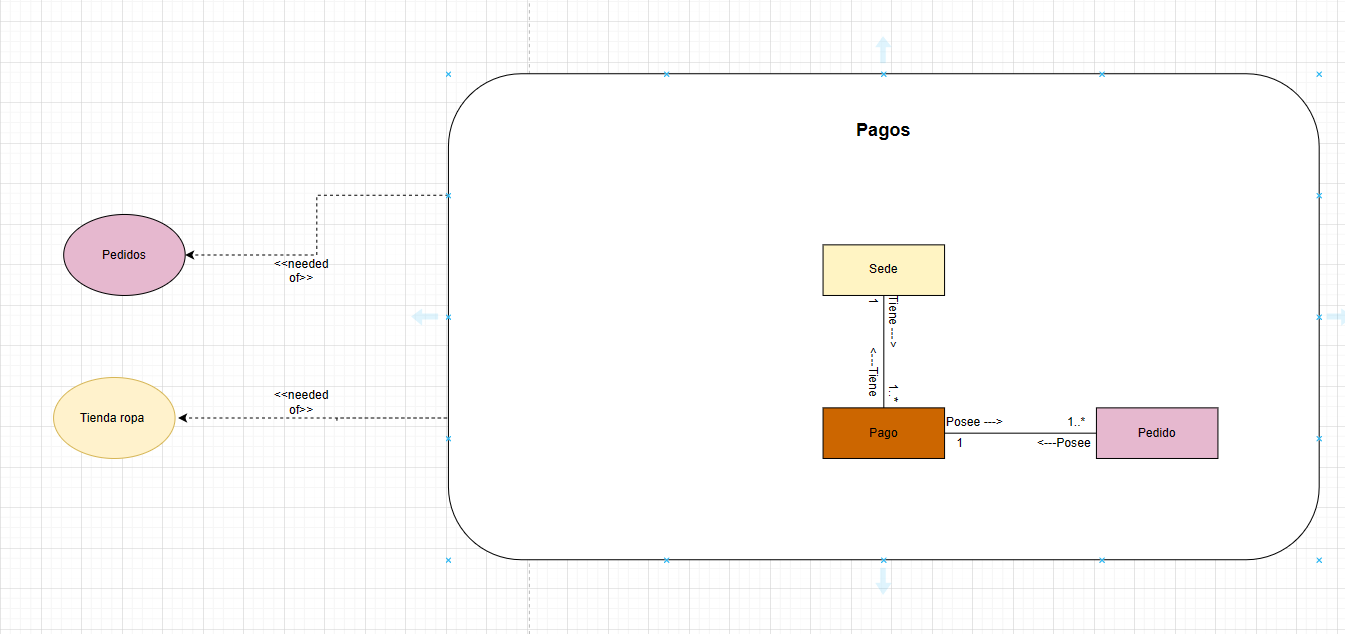 Pagos
Sede
1
Tiene --->
<---Tiene
1..*
Pedidos
<<needed
of>>
Tienda ropa
<<needed
of>>
Pago
Posee --->
1
1..*
<---Posee
Pedido